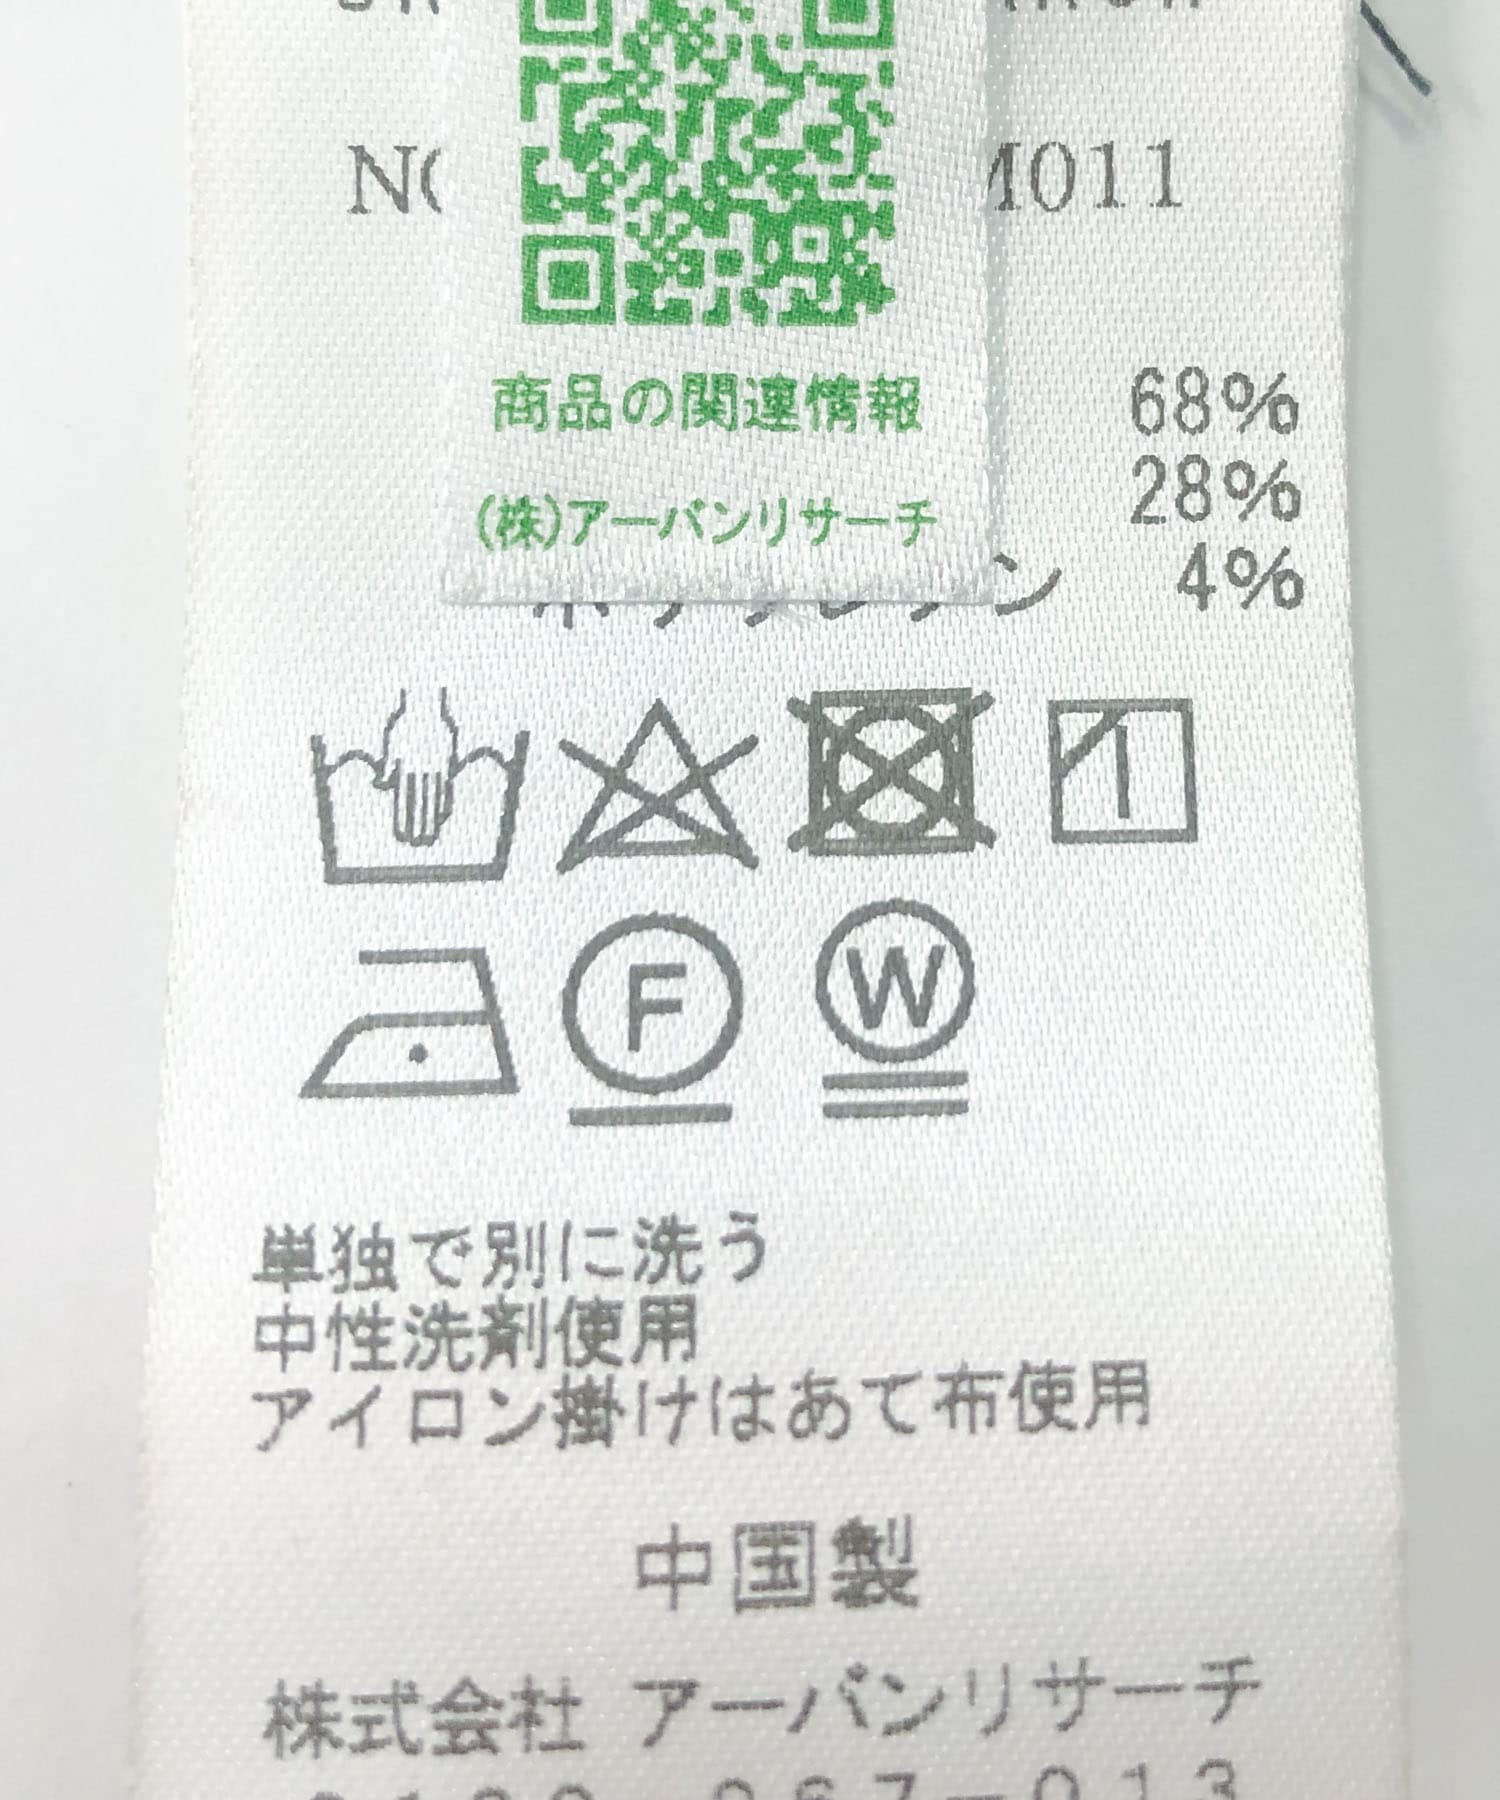 M011
商品の関連情報
(株)アーバンリサーチ
68%
28%
4%
F
W
単独で別に洗う
中性洗剤使用
アイロン掛けはあて布使用
中国製
株式会社 アーバンリサーチ